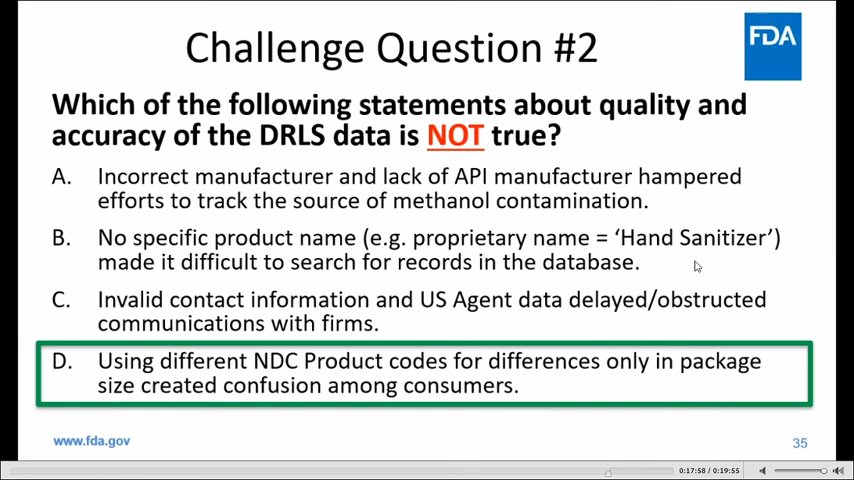 Challenge Question #2
FDA
Which of the following statements about quality and
accuracy of the DRLS data is NOT true?
A. Incorrect manufacturer and lack of API manufacturer hampered
efforts to track the source of methanol contamination.
B. No specific product name (e.g. proprietary name = ‘Hand Sanitizer’)
made it difficult to search for records in the database.
C. Invalid contact information and US Agent data delayed/obstructed
communications with firms.
D. Using different NDC Product codes for differences only in package
size created confusion among consumers.
www.fda.gov
35
0:17:58 / 0:19:55